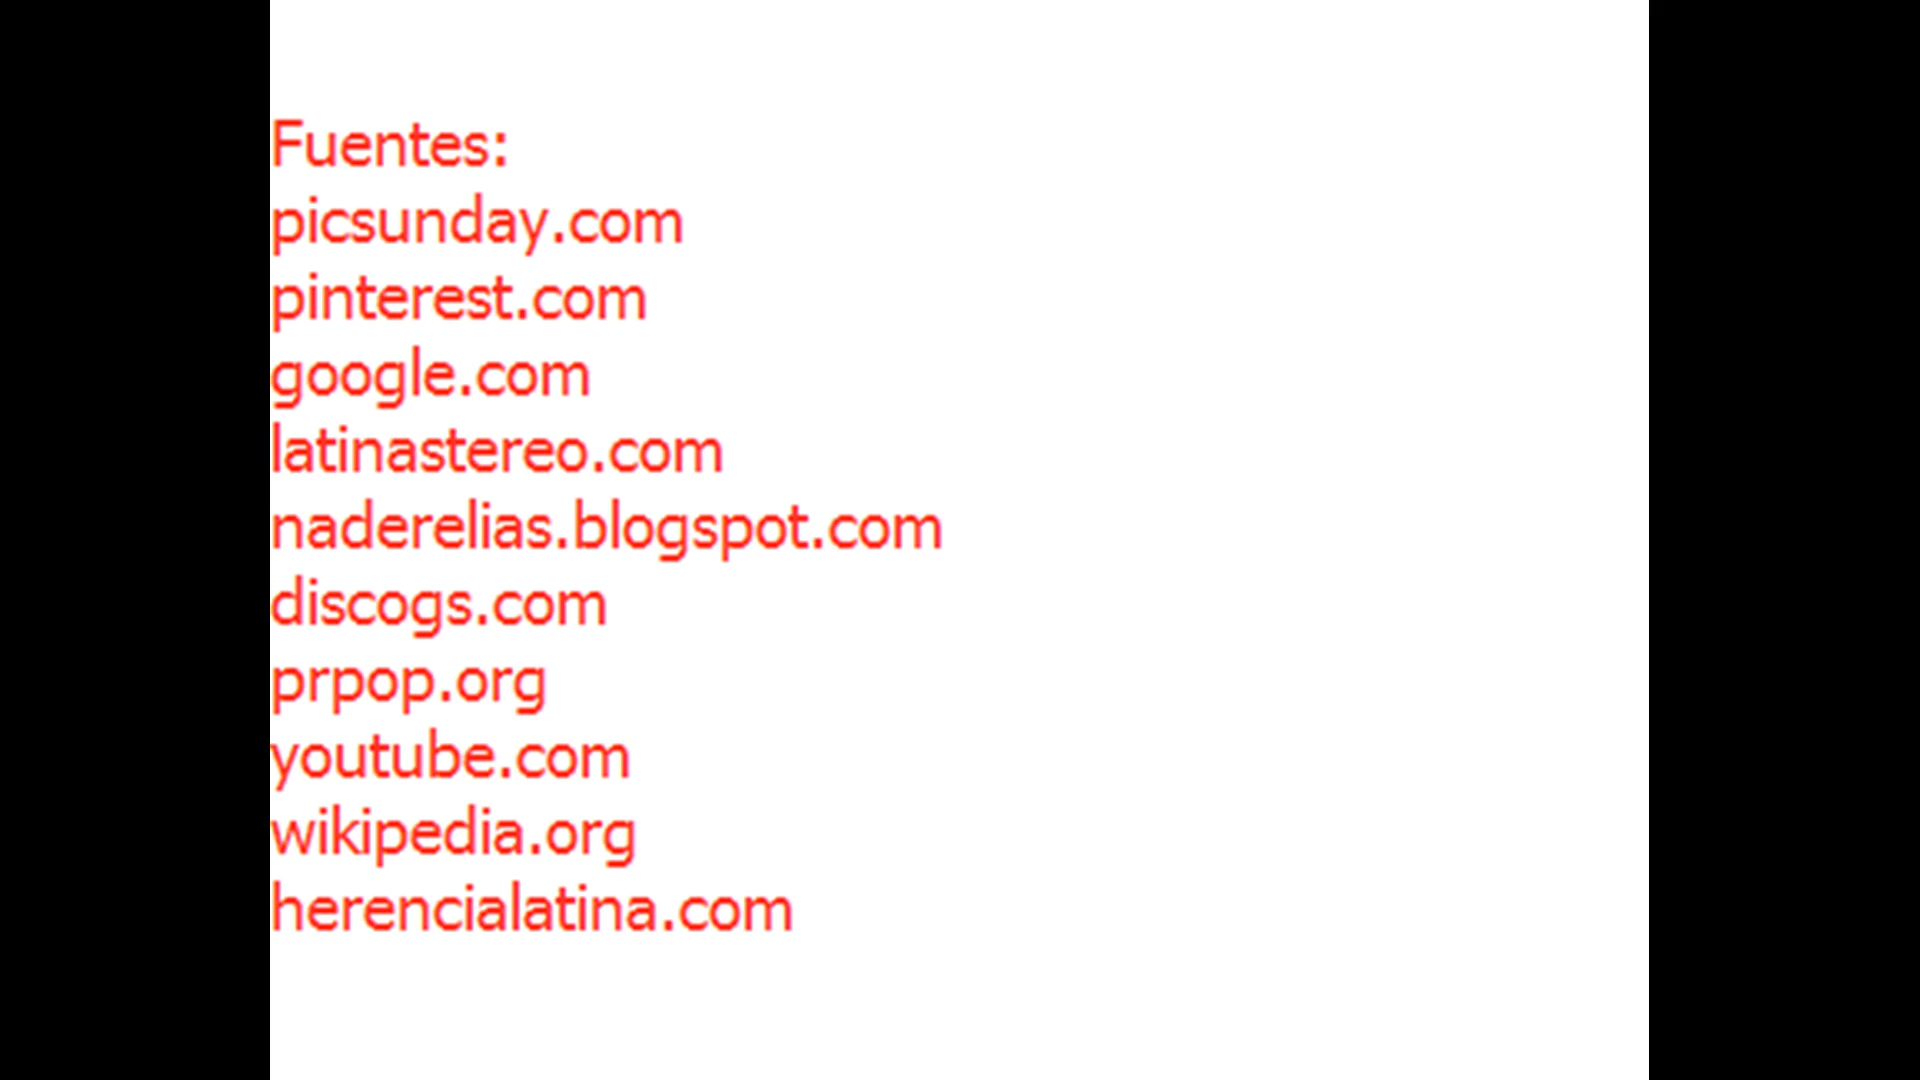 Fuentes:
picsunday.com
pinterest.com
google.com
latinastereo.com
naderelias.blogspot.com
discogs.com
prpop.org
youtube.com
wikipedia.org
herencialatina.com